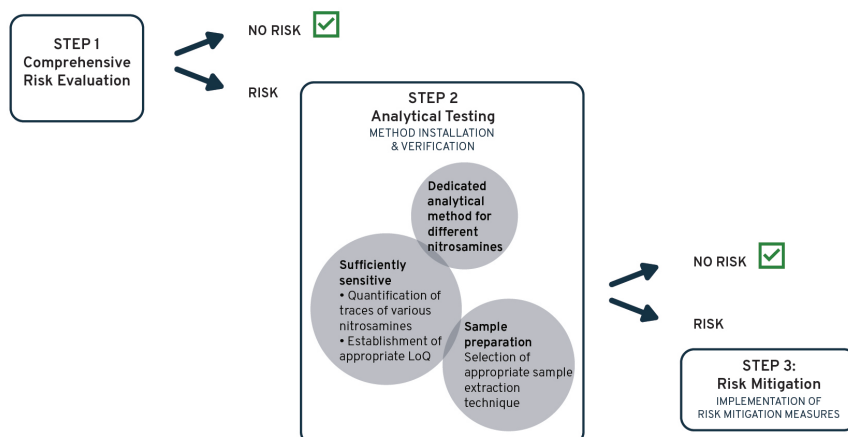 STEP 1
Comprehensive
Risk Evaluation
NO RISK
RISK
STEP 2
Analytical Testing
METHOD INSTALLATION
& VERIFICATION
Dedicated
analytical
method for
different
nitrosamines
Sufficiently
sensitive
• Quantification of
traces of various
nitrosamines
• Establishment of
appropriate LoQ
Sample
preparation
Selection of
appropriate sample
extraction
technique
NO RISK
RISK
STEP 3:
Risk Mitigation
IMPLEMENTATION OF
RISK MITIGATION MEASURES